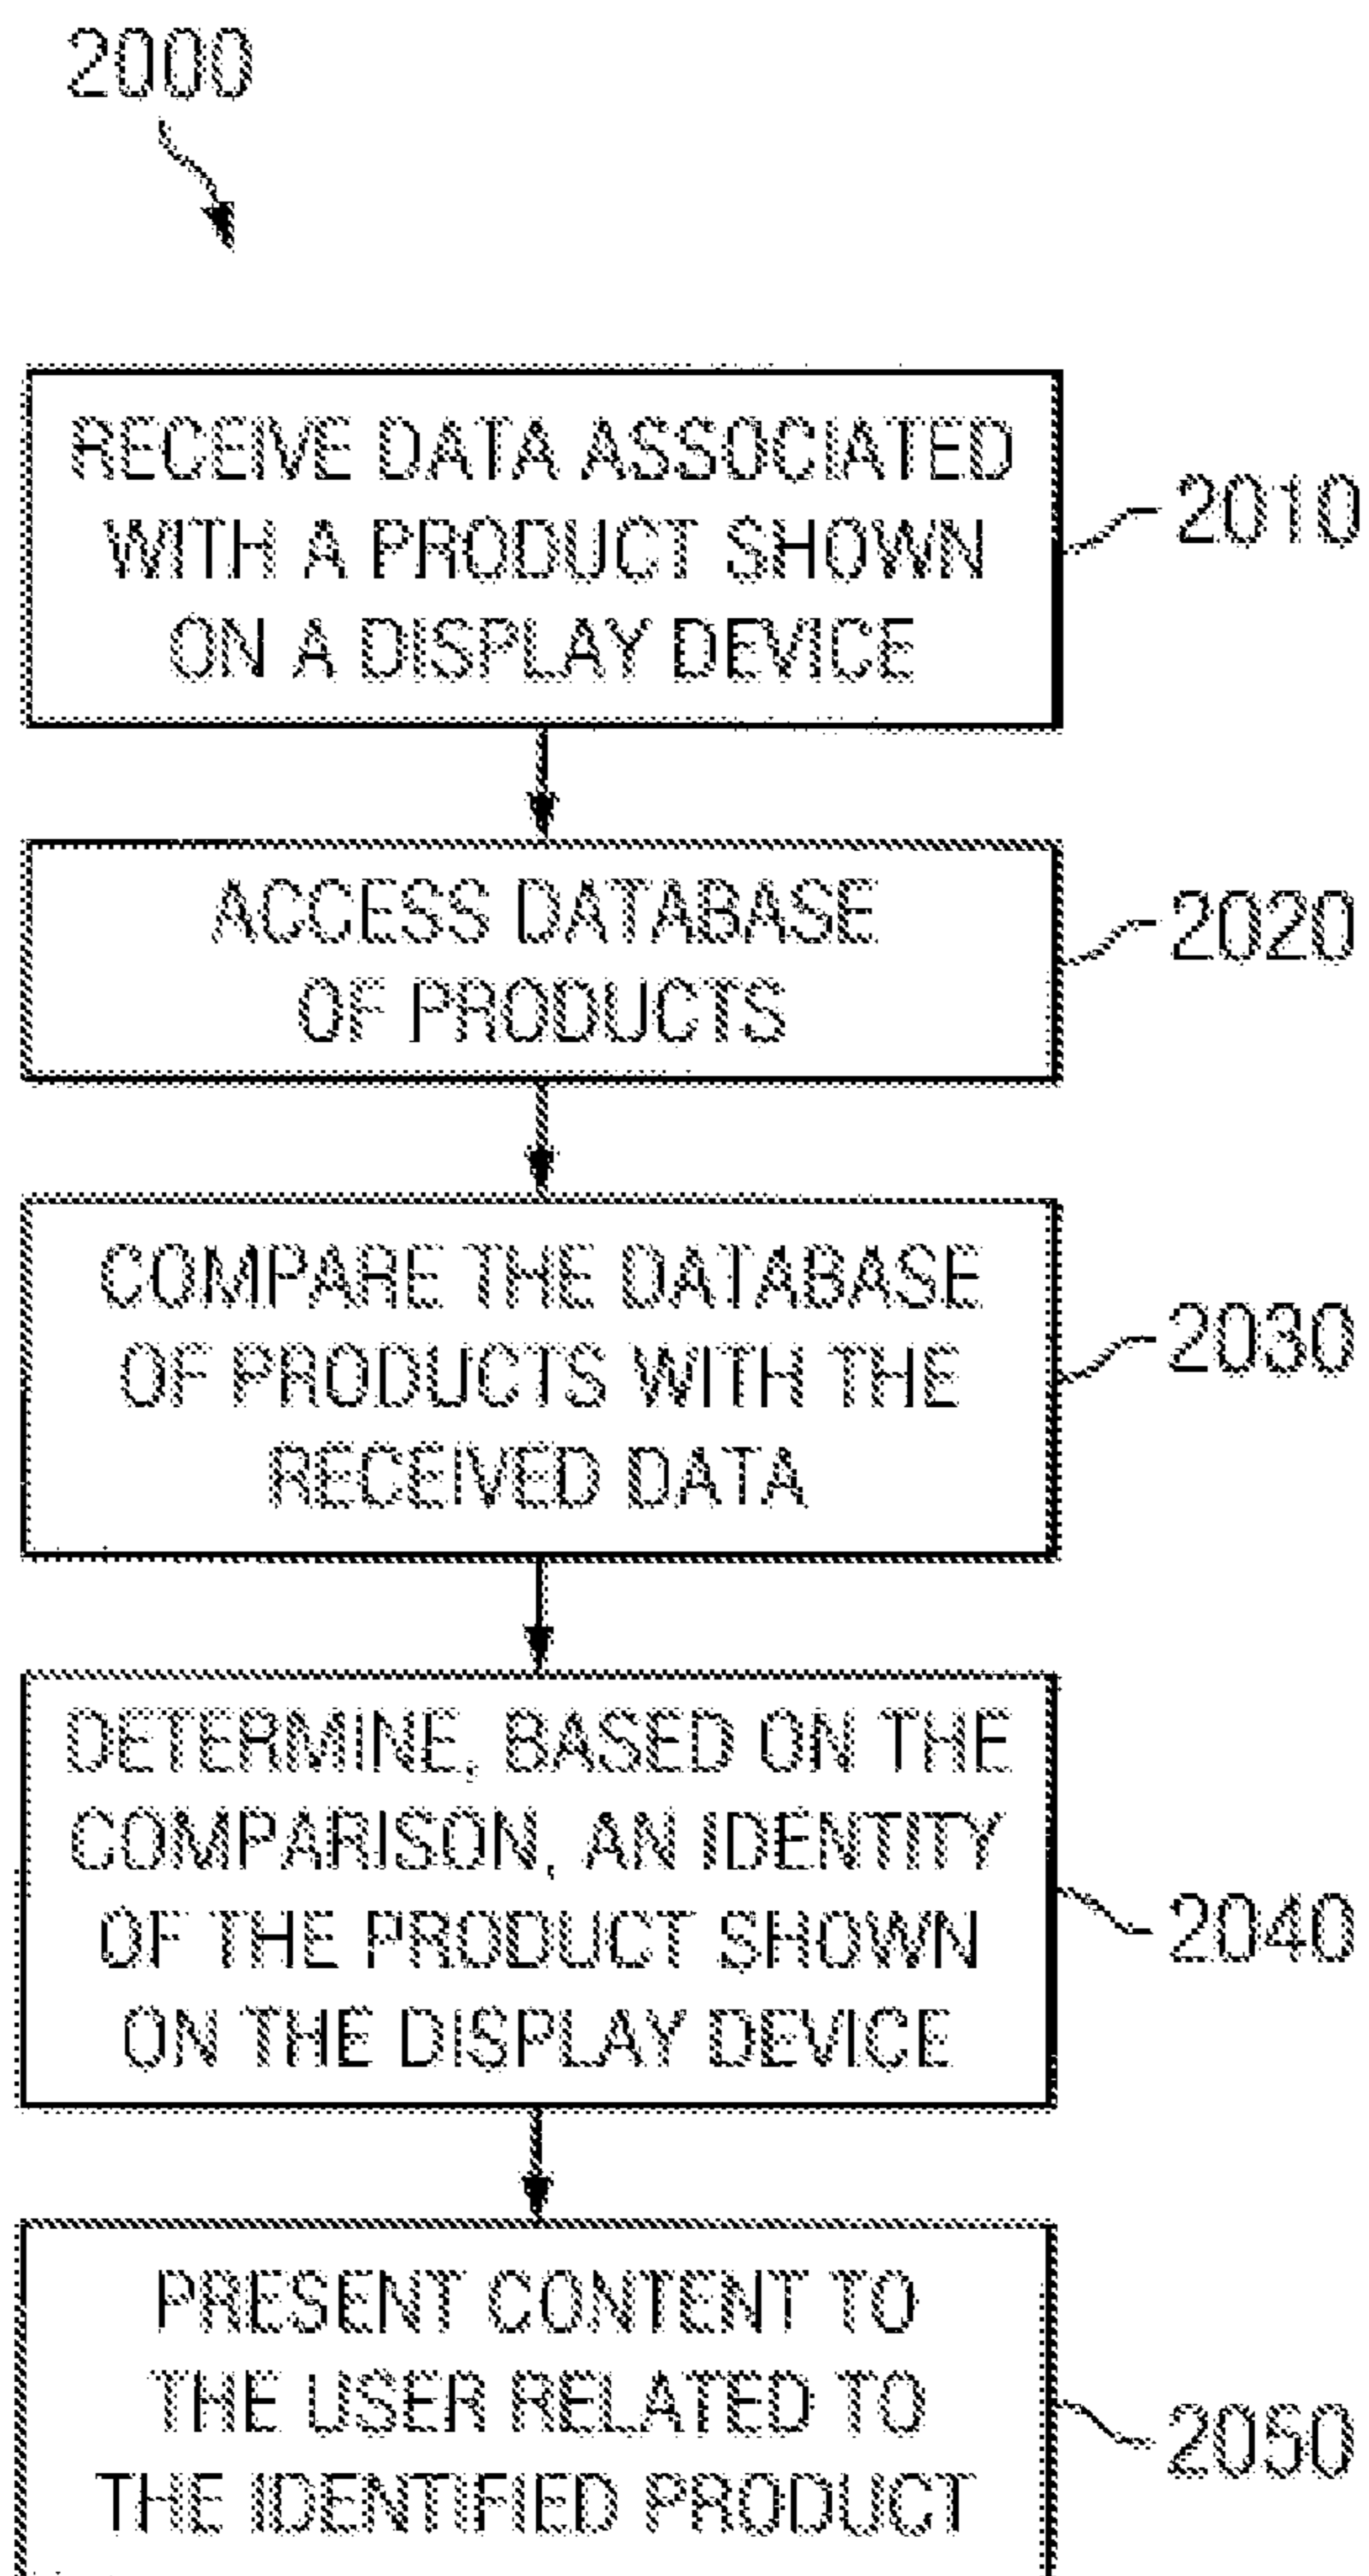 2000
RECEIVE DATA ASSOCIATED
WITH A PRODUCT SHOWN
ON A DISPLAY DEVICE
2010
ACCESS DATABASE
OF PRODUCTS
2020
COMPARE THE DATABASE
OF PRODUCTS WITH THE
RECEIVED DATA
2030
DETERMINE, BASED ON THE
COMPARISON, AN IDENTITY
OF THE PRODUCT SHOWN
ON THE DISPLAY DEVICE
2040
PRESENT CONTENT TO
THE USER RELATED TO
THE IDENTIFIED PRODUCT
2050